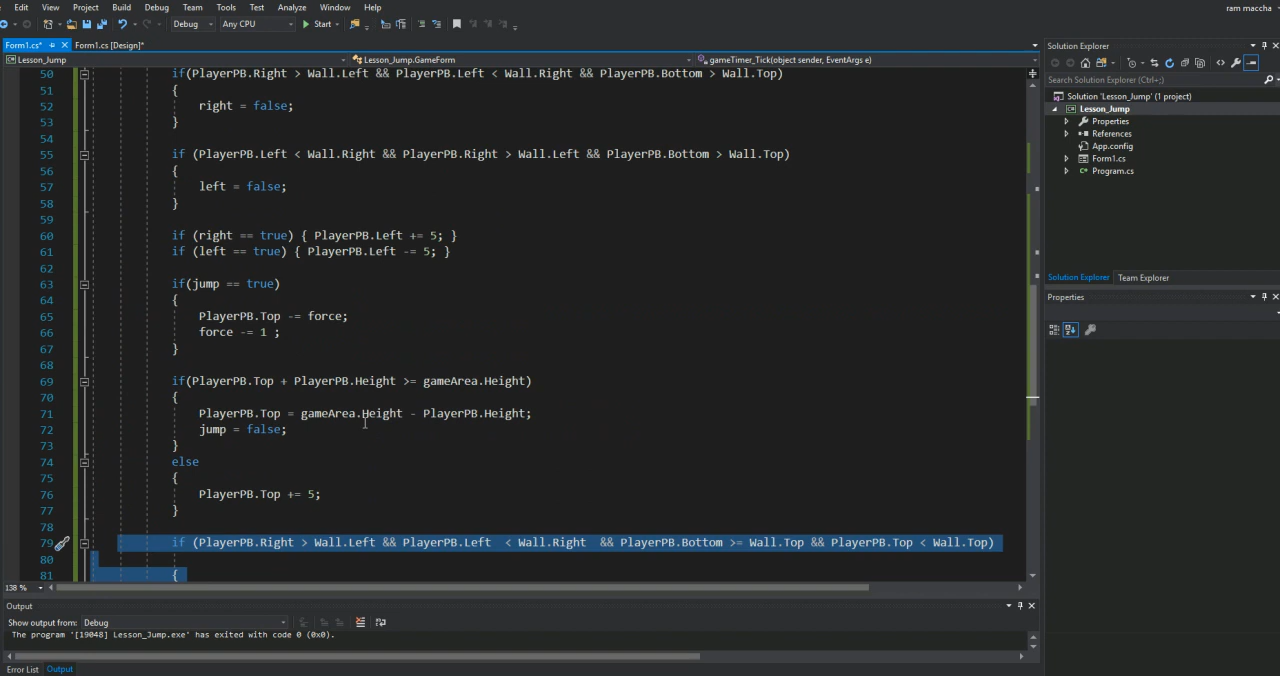 Edit View Project Build Debug Team Tools Test Analyze Window Help ram maccha
Debug Any CPU Start
Form1.cs* Form1.cs [Design]* Solution Explorer
Lesson_Jump Lesson_Jump.GameForm gameTimer_Tick(object sender, EventArgs e)
Search Solution Explorer (Ctrl+;)
Solution 'Lesson_Jump' (1 project)
Lesson_Jump
Properties
References
App.config
Form1.cs
Program.cs
Solution Explorer Team Explorer
Properties
50 if(PlayerPB.Right > Wall.Left && PlayerPB.Left < Wall.Right && PlayerPB.Bottom > Wall.Top)
51 {
52 right = false;
53 }
54
55 if (PlayerPB.Left < Wall.Right && PlayerPB.Right > Wall.Left && PlayerPB.Bottom > Wall.Top)
56 {
57 left = false;
58 }
59
60 if (right == true) { PlayerPB.Left += 5; }
61 if (left == true) { PlayerPB.Left -= 5; }
62
63 if(jump == true)
64 {
65 PlayerPB.Top -= force;
66 force -= 1 ;
67 }
68
69 if(PlayerPB.Top + PlayerPB.Height >= gameArea.Height)
70 {
71 PlayerPB.Top = gameArea.Height - PlayerPB.Height;
72 jump = false;
73 }
74 else
75 {
76 PlayerPB.Top += 5;
77 }
78
79 if (PlayerPB.Right > Wall.Left && PlayerPB.Left < Wall.Right && PlayerPB.Bottom >= Wall.Top && PlayerPB.Top < Wall.Top)
80
81 {
138 %
Output
Show output from: Debug
The program '[19048] Lesson_Jump.exe' has exited with code 0 (0x0).
Error List Output